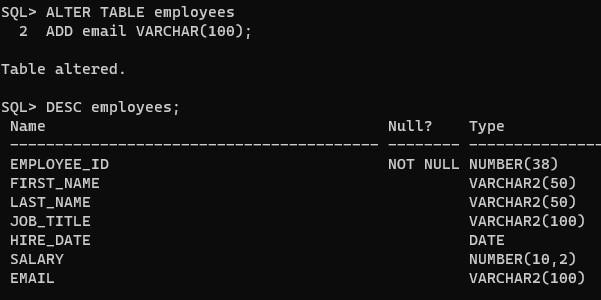 SQL> ALTER TABLE employees
  2  ADD email VARCHAR(100);

Table altered.

SQL> DESC employees;
 Name                                      Null?    Type
 ----------------------------------------- -------- ---------------
 EMPLOYEE_ID                               NOT NULL NUMBER(38)
 FIRST_NAME                                         VARCHAR2(50)
 LAST_NAME                                          VARCHAR2(50)
 JOB_TITLE                                          VARCHAR2(100)
 HIRE_DATE                                          DATE
 SALARY                                             NUMBER(10,2)
 EMAIL                                              VARCHAR2(100)